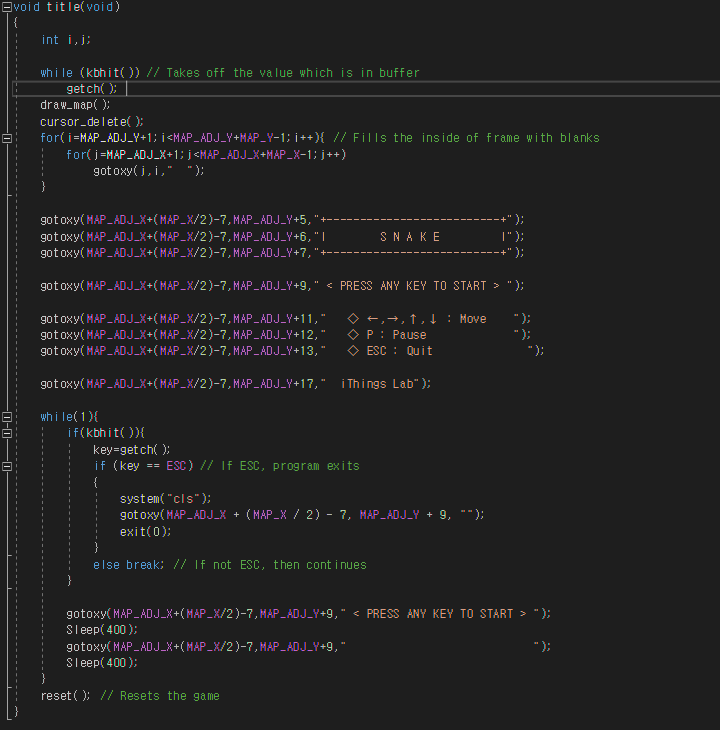 void title(void)
{
    int i,j;

    while (kbhit()) // Takes off the value which is in buffer
        getch();
    draw_map();
    cursor_delete();
    for(i=MAP_ADJ_Y+1;i<MAP_ADJ_Y+MAP_Y-1;i++){ // Fills the inside of frame with blanks
        for(j=MAP_ADJ_X+1;j<MAP_ADJ_X+MAP_X-1;j++)
            gotoxy(j,i,"  ");
    }

    gotoxy(MAP_ADJ_X+(MAP_X/2)-7,MAP_ADJ_Y+5,"+--------------------------+");
    gotoxy(MAP_ADJ_X+(MAP_X/2)-7,MAP_ADJ_Y+6,"|        S N A K E         |");
    gotoxy(MAP_ADJ_X+(MAP_X/2)-7,MAP_ADJ_Y+7,"+--------------------------+");

    gotoxy(MAP_ADJ_X+(MAP_X/2)-7,MAP_ADJ_Y+9," < PRESS ANY KEY TO START > ");

    gotoxy(MAP_ADJ_X+(MAP_X/2)-7,MAP_ADJ_Y+11,"   ◇ ←,→,↑,↓ : Move    ");
    gotoxy(MAP_ADJ_X+(MAP_X/2)-7,MAP_ADJ_Y+12,"   ◇ P : Pause             ");
    gotoxy(MAP_ADJ_X+(MAP_X/2)-7,MAP_ADJ_Y+13,"   ◇ ESC : Quit              ");

    gotoxy(MAP_ADJ_X+(MAP_X/2)-7,MAP_ADJ_Y+17,"  iThings Lab");

    while(1){
        if(kbhit()){
            key=getch();
            if (key == ESC) // If ESC, program exits
            {
                system("cls");
                gotoxy(MAP_ADJ_X + (MAP_X / 2) - 7, MAP_ADJ_Y + 9, "");
                exit(0);
            }
            else break; // If not ESC, then continues
        }

        gotoxy(MAP_ADJ_X+(MAP_X/2)-7,MAP_ADJ_Y+9," < PRESS ANY KEY TO START > ");
        Sleep(400);
        gotoxy(MAP_ADJ_X+(MAP_X/2)-7,MAP_ADJ_Y+9,"                            ");
        Sleep(400);
    }
    reset(); // Resets the game
}